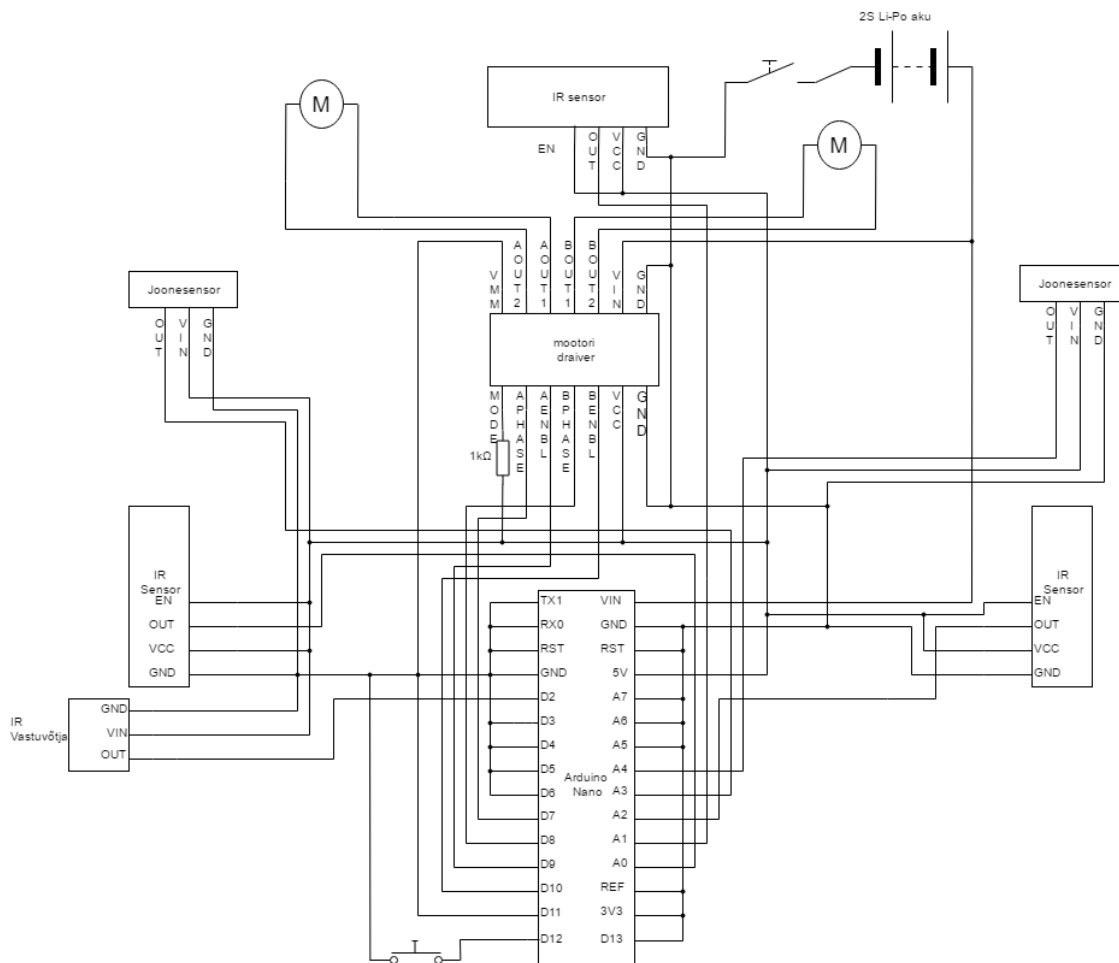 2S Li-Po aku
M
IR sensor
EN
OUT
VCC
GND
M
Joonesensor
OUT
VIN
GND
VMM
AOUT2
AOUT1
BOUT1
BOUT2
VIN
GND
Joonesensor
OUT
VIN
GND
mootori
draiver
MODE
APHASE
AENBL
BPHASE
BENBL
VCC
GND
1kΩ
IR
Sensor
EN
OUT
VCC
GND
IR
Sensor
EN
OUT
VCC
GND
IR
Vastuvõtja
GND
VIN
OUT
Arduino
Nano
TX1 VIN
RX0 GND
RST RST
GND 5V
D2 A7
D3 A6
D4 A5
D5 A4
D6 A3
D7 A2
D8 A1
D9 A0
D10 REF
D11 3V3
D12 D13